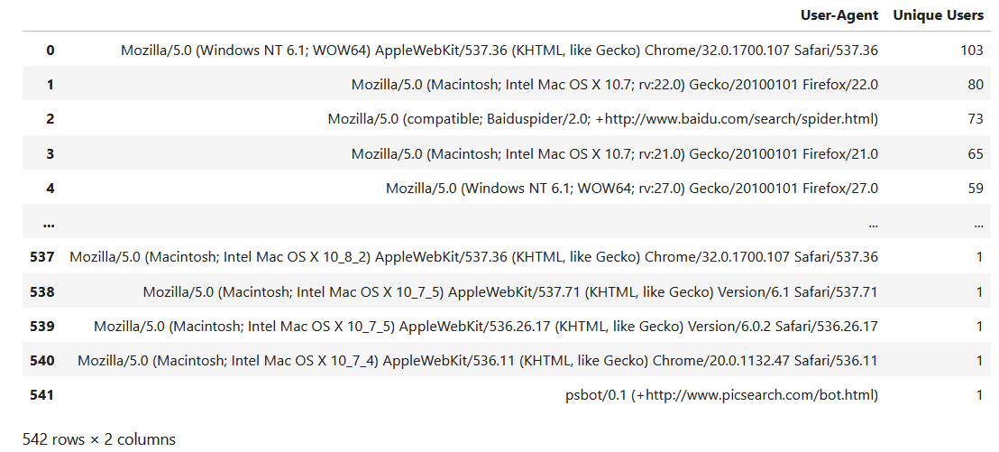 User-Agent Unique Users
0 Mozilla/5.0 (Windows NT 6.1; WOW64) AppleWebKit/537.36 (KHTML, like Gecko) Chrome/32.0.1700.107 Safari/537.36 103
1 Mozilla/5.0 (Macintosh; Intel Mac OS X 10.7; rv:22.0) Gecko/20100101 Firefox/22.0 80
2 Mozilla/5.0 (compatible; Baiduspider/2.0; +http://www.baidu.com/search/spider.html) 73
3 Mozilla/5.0 (Macintosh; Intel Mac OS X 10.7; rv:21.0) Gecko/20100101 Firefox/21.0 65
4 Mozilla/5.0 (Windows NT 6.1; WOW64; rv:27.0) Gecko/20100101 Firefox/27.0 59
... ... ...
537 Mozilla/5.0 (Macintosh; Intel Mac OS X 10_8_2) AppleWebKit/537.36 (KHTML, like Gecko) Chrome/32.0.1700.107 Safari/537.36 1
538 Mozilla/5.0 (Macintosh; Intel Mac OS X 10_7_5) AppleWebKit/537.71 (KHTML, like Gecko) Version/6.1 Safari/537.71 1
539 Mozilla/5.0 (Macintosh; Intel Mac OS X 10_7_5) AppleWebKit/536.26.17 (KHTML, like Gecko) Version/6.0.2 Safari/536.26.17 1
540 Mozilla/5.0 (Macintosh; Intel Mac OS X 10_7_4) AppleWebKit/536.11 (KHTML, like Gecko) Chrome/20.0.1132.47 Safari/536.11 1
541 psbot/0.1 (+http://www.picsearch.com/bot.html) 1
542 rows × 2 columns